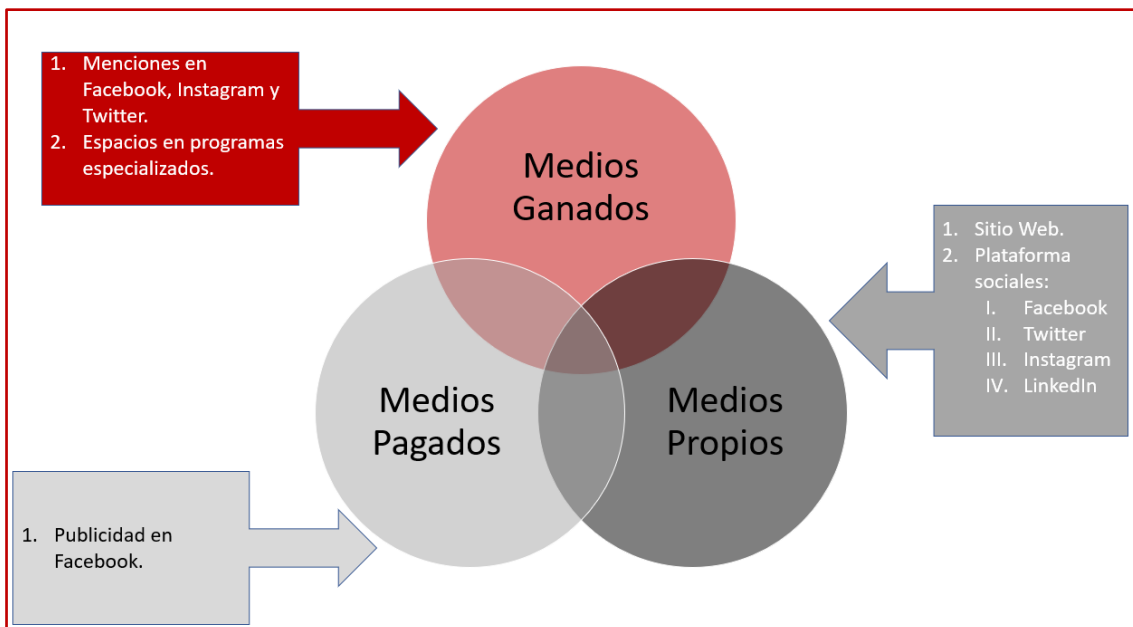 1. Menciones en
Facebook, Instagram y
Twitter.
2. Espacios en programas
especializados.
Medios
Ganados
1. Sitio Web.
2. Plataforma
sociales:
I. Facebook
II. Twitter
III. Instagram
IV. LinkedIn
Medios
Pagados
Medios
Propios
1. Publicidad en
Facebook.